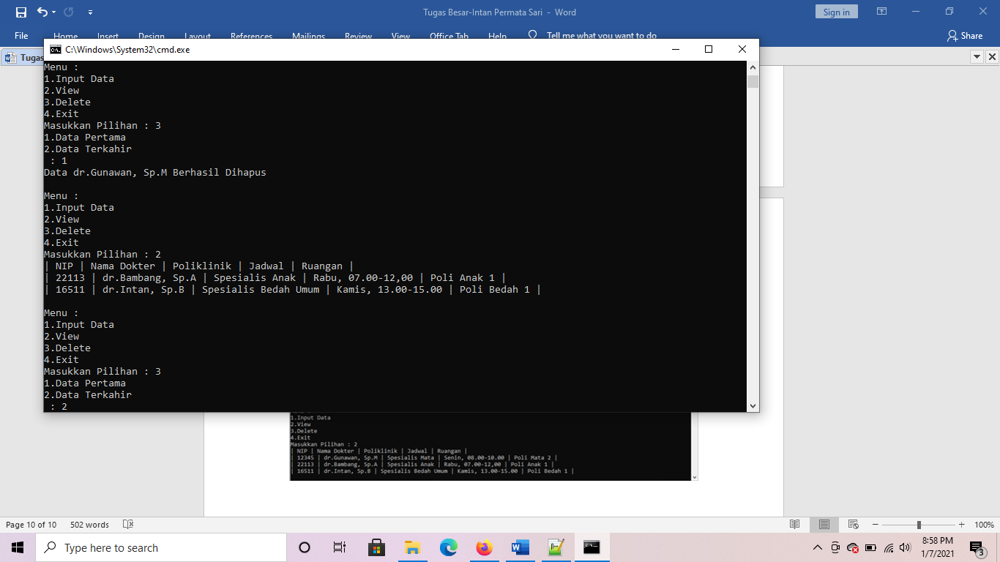 Tugas Besar-Intan Permata Sari - Word
Sign in
File Home Insert Design Layout References Mailings Review View Office Tab Help Tell me what you want to do
Share
Tugas
C:\Windows\System32\cmd.exe
Menu :
1.Input Data
2.View
3.Delete
4.Exit
Masukkan Pilihan : 3
1.Data Pertama
2.Data Terkahir
: 1
Data dr.Gunawan, Sp.M Berhasil Dihapus
Menu :
1.Input Data
2.View
3.Delete
4.Exit
Masukkan Pilihan : 2
| NIP | Nama Dokter | Poliklinik | Jadwal | Ruangan |
| 22113 | dr.Bambang, Sp.A | Spesialis Anak | Rabu, 07.00-12,00 | Poli Anak 1 |
| 16511 | dr.Intan, Sp.B | Spesialis Bedah Umum | Kamis, 13.00-15.00 | Poli Bedah 1 |
Menu :
1.Input Data
2.View
3.Delete
4.Exit
Masukkan Pilihan : 3
1.Data Pertama
2.Data Terkahir
: 2
1.Input Data
2.View
3.Delete
4.Exit
Masukkan Pilihan : 2
| NIP | Nama Dokter | Poliklinik | Jadwal | Ruangan |
| 12345 | dr.Gunawan, Sp.M | Spesialis Mata | Senin, 08.00-10.00 | Poli Mata 2 |
| 22113 | dr.Bambang, Sp.A | Spesialis Anak | Rabu, 07.00-12,00 | Poli Anak 1 |
| 16511 | dr.Intan, Sp.B | Spesialis Bedah Umum | Kamis, 13.00-15.00 | Poli Bedah 1 |
Page 10 of 10 502 words
100%
Type here to search
8:58 PM
1/7/2021
3